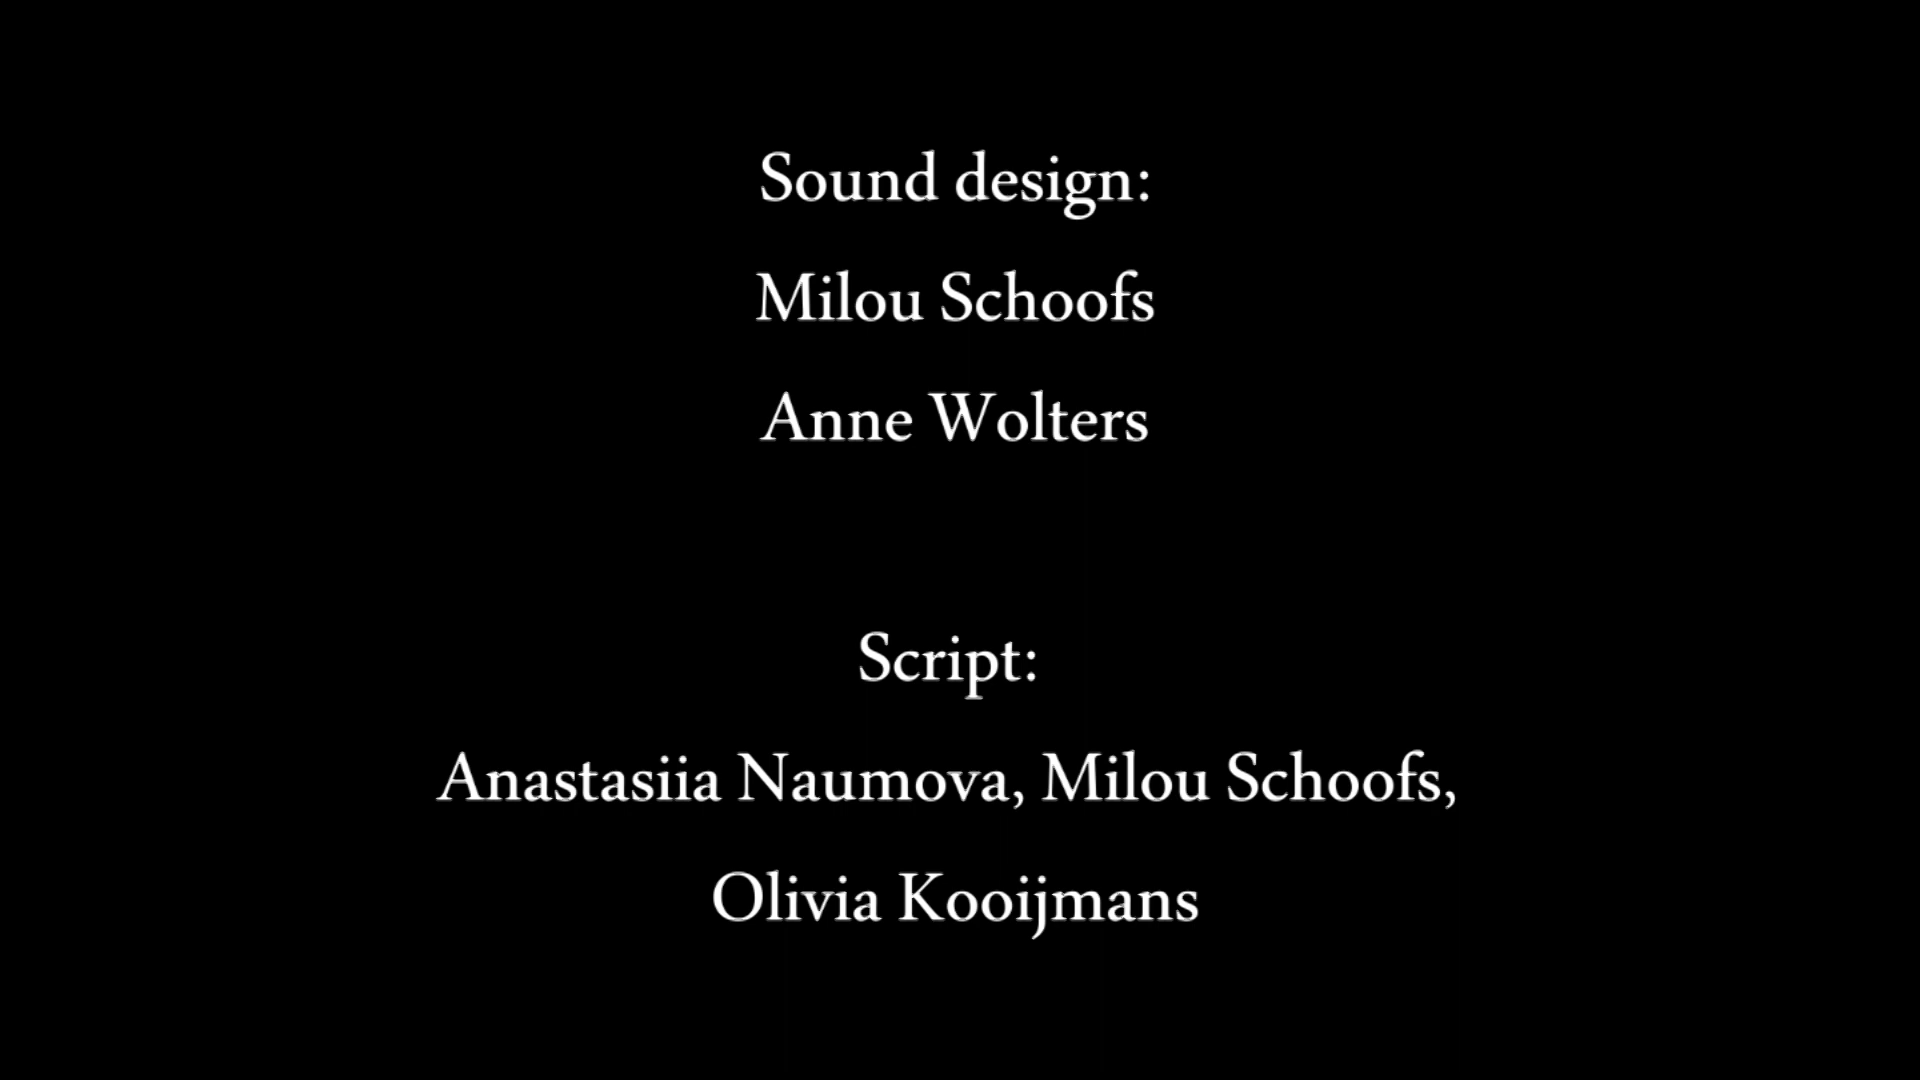 Sound design:
Milou Schoofs
Anne Wolters
Script:
Anastasiia Naumova, Milou Schoofs,
Olivia Kooijmans